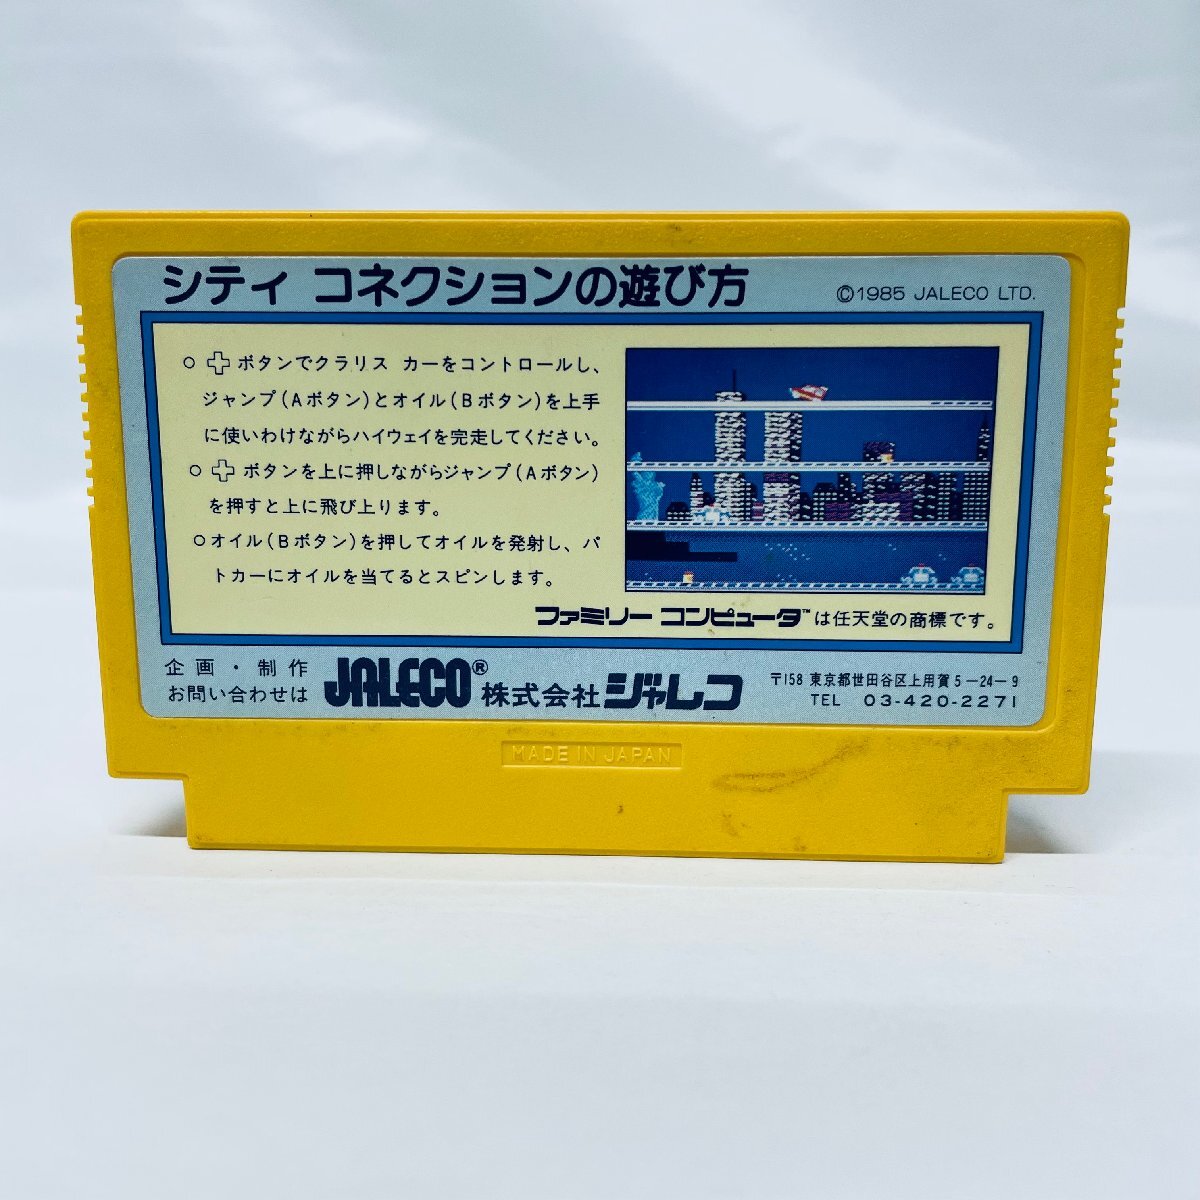 シティ コネクションの遊び方
©1985 JALECO LTD.
○ ボタンでクラリス カーをコントロールし、
ジャンプ(Aボタン)とオイル(Bボタン)を上手
に使いわけながらハイウェイを完走してください。
○ ボタンを上に押しながらジャンプ(Aボタン)
を押すと上に飛び上ります。
○オイル(Bボタン)を押してオイルを発射し、パ
トカーにオイルを当てるとスピンします。
ファミリー コンピュータ™は任天堂の商標です。
企画・制作
お問い合わせは
JALECO® 株式会社ジャレコ
〒158 東京都世田谷区上用賀5-24-9
TEL 03-420-2271
MADE IN JAPAN